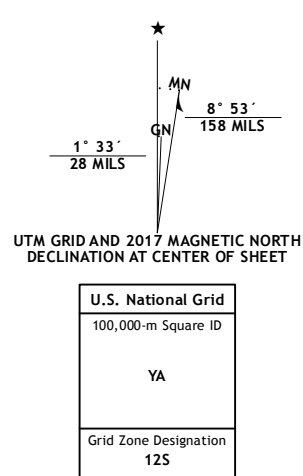 MN
GN
8° 53´
158 MILS
1° 33´
28 MILS
UTM GRID AND 2017 MAGNETIC NORTH
DECLINATION AT CENTER OF SHEET
U.S. National Grid
100,000-m Square ID
YA
Grid Zone Designation
12S